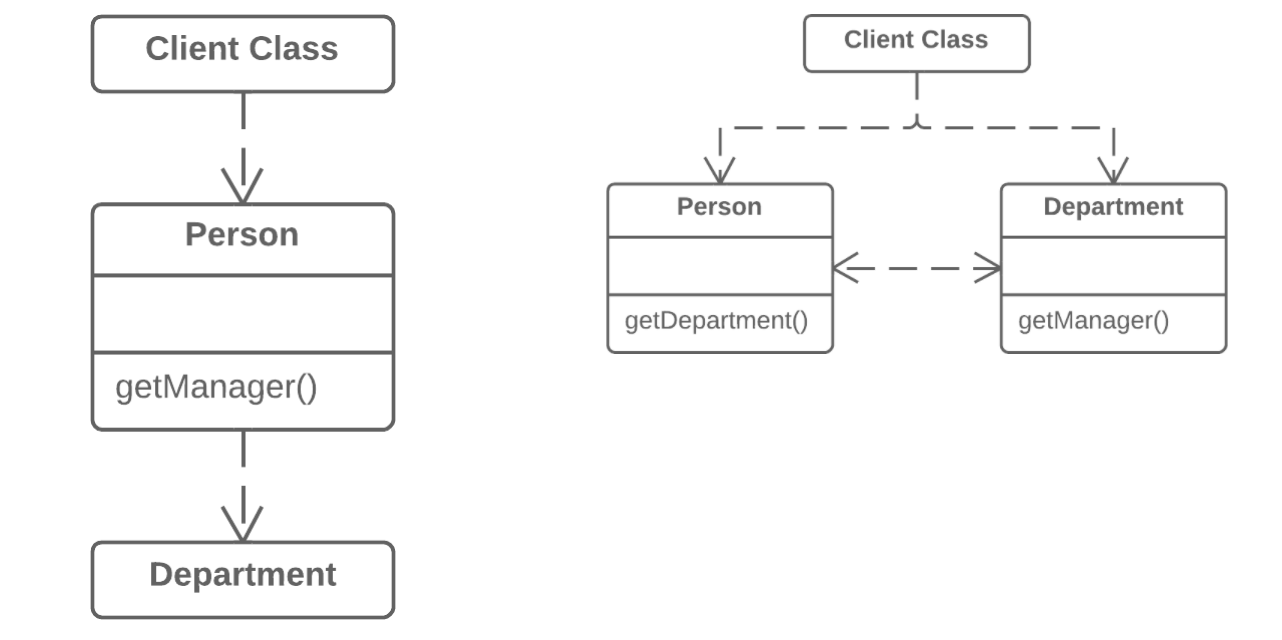 Client Class
Person
getManager()
Department
Client Class
Person
getDepartment()
Department
getManager()